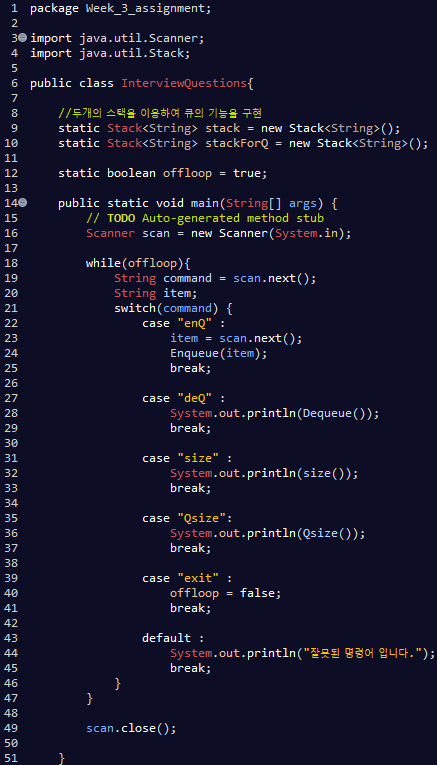 1 package Week_3_assignment;
2
3 import java.util.Scanner;
4 import java.util.Stack;
5
6 public class InterviewQuestions{
7
8 //두개의 스택을 이용하여 큐의 기능을 구현
9 static Stack<String> stack = new Stack<String>();
10 static Stack<String> stackForQ = new Stack<String>();
11
12 static boolean offloop = true;
13
14 public static void main(String[] args) {
15 // TODO Auto-generated method stub
16 Scanner scan = new Scanner(System.in);
17
18 while(offloop){
19 String command = scan.next();
20 String item;
21 switch(command) {
22 case "enQ" :
23 item = scan.next();
24 Enqueue(item);
25 break;
26
27 case "deQ" :
28 System.out.println(Dequeue());
29 break;
30
31 case "size" :
32 System.out.println(size());
33 break;
34
35 case "Qsize":
36 System.out.println(Qsize());
37 break;
38
39 case "exit" :
40 offloop = false;
41 break;
42
43 default :
44 System.out.println("잘못된 명령어 입니다.");
45 break;
46 }
47 }
48
49 scan.close();
50
51 }